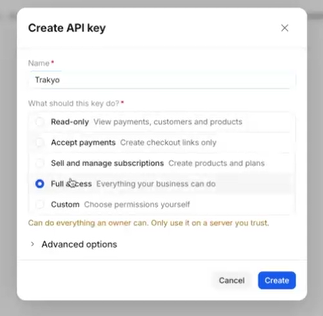 Create API key
Name *
Trakyo
What should this key do? *
Read-only View payments, customers and products
Accept payments Create checkout links only
Sell and manage subscriptions Create products and plans
Full access Everything your business can do
Custom Choose permissions yourself
Can do everything an owner can. Only use it on a server you trust.
Advanced options
Cancel Create